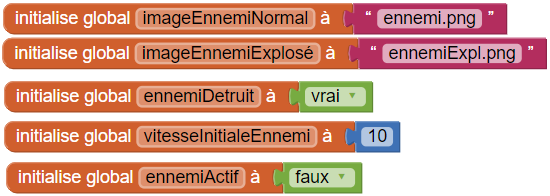 initialise global imageEnnemiNormal à “ ennemi.png ”
initialise global imageEnnemiExplosé à “ ennemiExpl.png ”
initialise global ennemiDetruit à vrai
initialise global vitesseInitialeEnnemi à 10
initialise global ennemiActif à faux